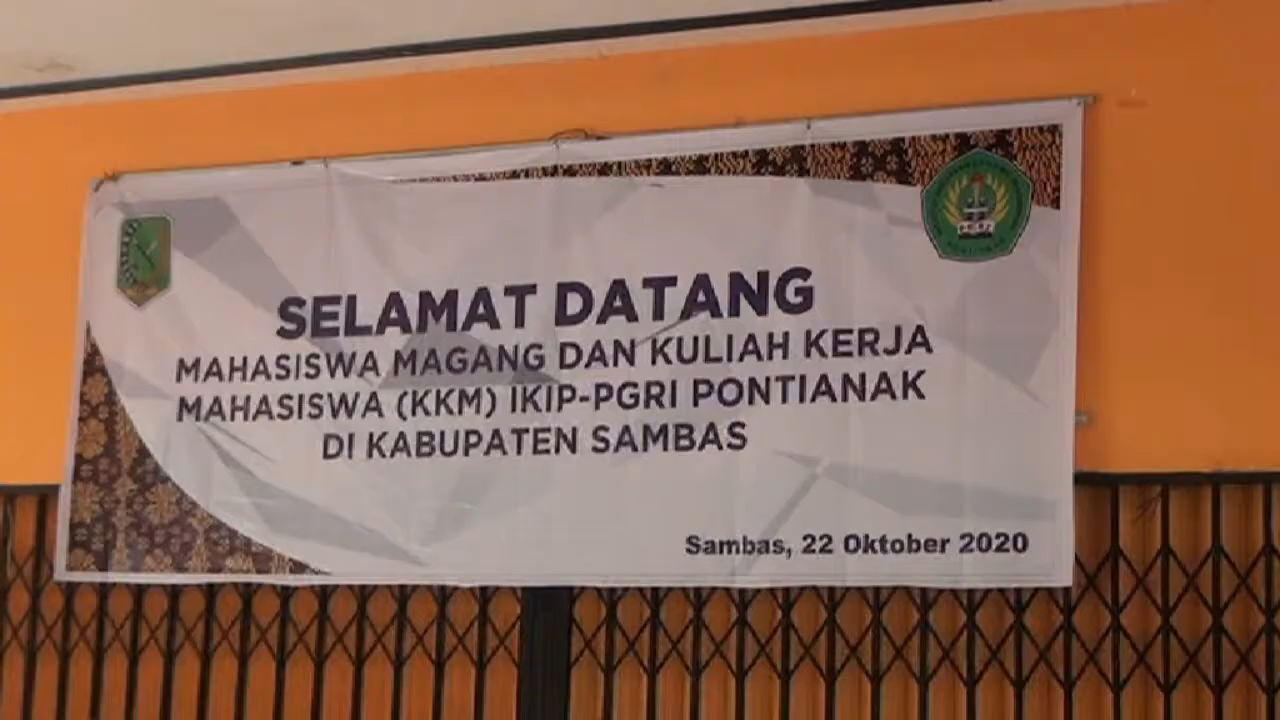 SELAMAT DATANG
MAHASISWA MAGANG DAN KULIAH KERJA
MAHASISWA (KKM) IKIP-PGRI PONTIANAK
DI KABUPATEN SAMBAS
Sambas, 22 Oktober 2020